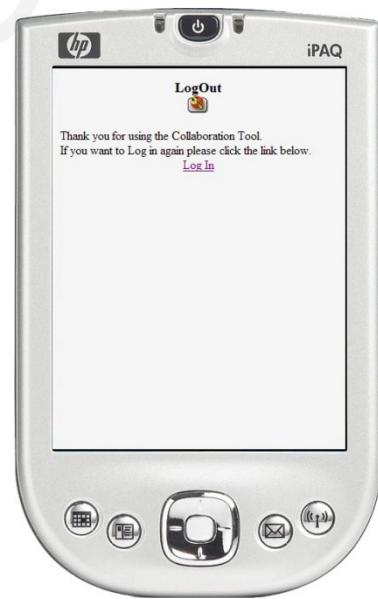 hp
iPAQ
LogOut
Thank you for using the Collaboration Tool.
If you want to Log in again please click the link below.
Log In